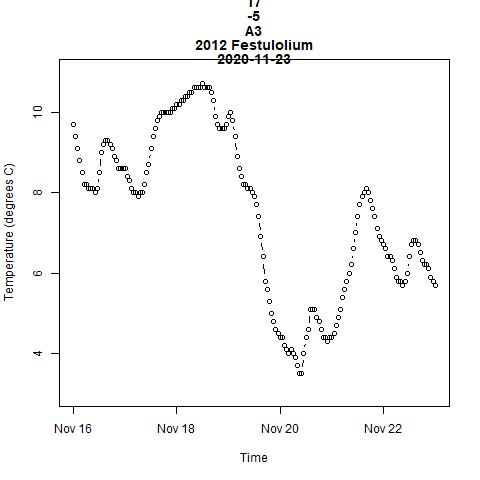 17
-5
A3
2012 Festulolium
2020-11-23
Temperature (degrees C)
10
8
6
4
Nov 16 Nov 18 Nov 20 Nov 22
Time